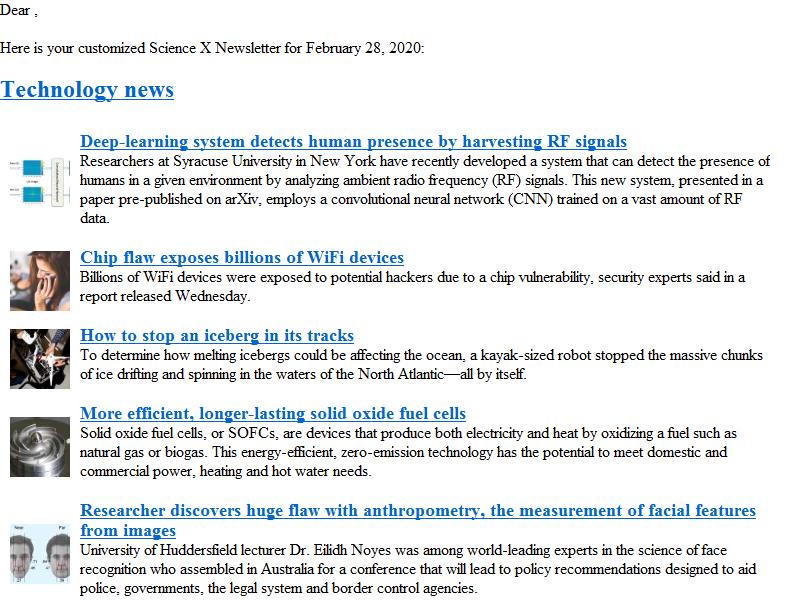 Dear ,
Here is your customized Science X Newsletter for February 28, 2020:
Technology news
Deep-learning system detects human presence by harvesting RF signals
Researchers at Syracuse University in New York have recently developed a system that can detect the presence of
humans in a given environment by analyzing ambient radio frequency (RF) signals. This new system, presented in a
paper pre-published on arXiv, employs a convolutional neural network (CNN) trained on a vast amount of RF
data.
Chip flaw exposes billions of WiFi devices
Billions of WiFi devices were exposed to potential hackers due to a chip vulnerability, security experts said in a
report released Wednesday.
How to stop an iceberg in its tracks
To determine how melting icebergs could be affecting the ocean, a kayak-sized robot stopped the massive chunks
of ice drifting and spinning in the waters of the North Atlantic—all by itself.
More efficient, longer-lasting solid oxide fuel cells
Solid oxide fuel cells, or SOFCs, are devices that produce both electricity and heat by oxidizing a fuel such as
natural gas or biogas. This energy-efficient, zero-emission technology has the potential to meet domestic and
commercial power, heating and hot water needs.
Researcher discovers huge flaw with anthropometry, the measurement of facial features
from images
Near Far
University of Huddersfield lecturer Dr. Eilidh Noyes was among world-leading experts in the science of face
recognition who assembled in Australia for a conference that will lead to policy recommendations designed to aid
police, governments, the legal system and border control agencies.